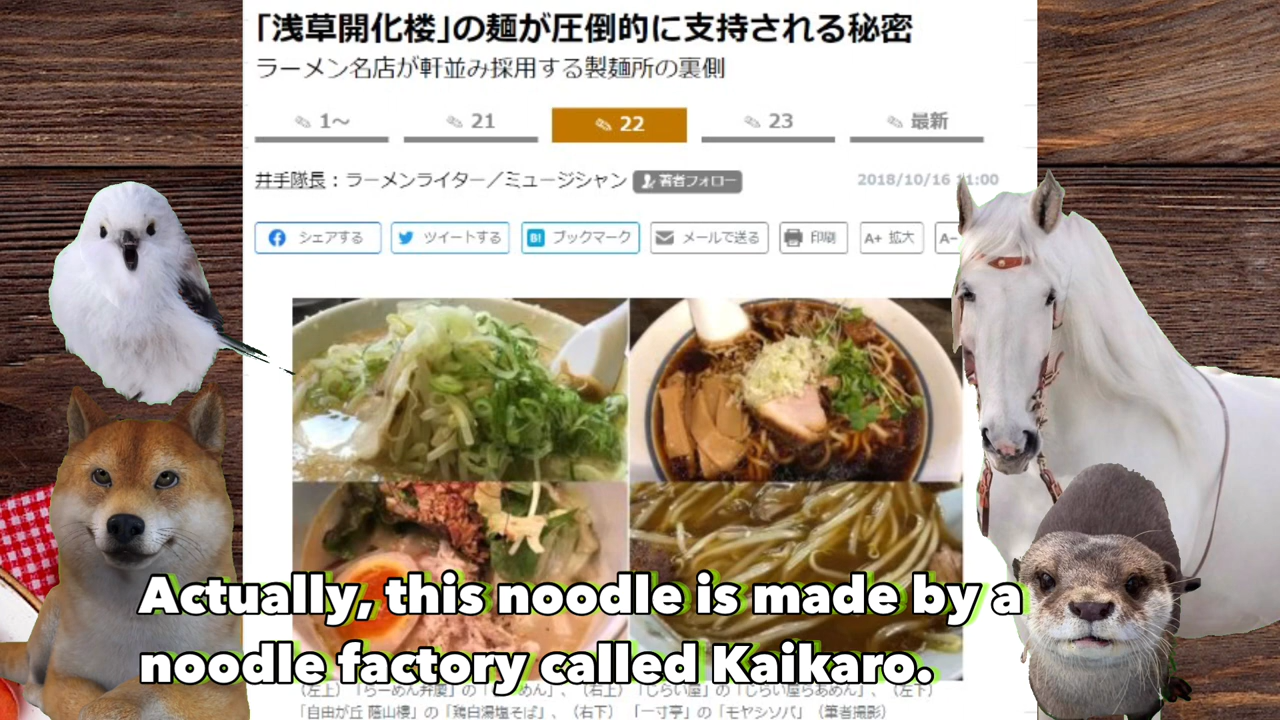 「浅草開化楼」の麺が圧倒的に支持される秘密
ラーメン名店が軒並み採用する製麺所の裏側
1～
21
22
23
最新
井手隊長：ラーメンライター／ミュージシャン
著者フォロー
2018/10/16 11:00
シェアする
ツイートする
B! ブックマーク
メールで送る
印刷
A+ 拡大
A-
Actually, this noodle is made by a
noodle factory called Kaikaro.
（左上）「らーめん弁慶」の「 めん」、（右上）「しらい屋」の「しらい屋らあめん」、（左下）
「自由が丘 蔭山樓」の「鶏白湯塩そば」、（右下）「一寸亭」の「モヤシソバ」（筆者撮影）